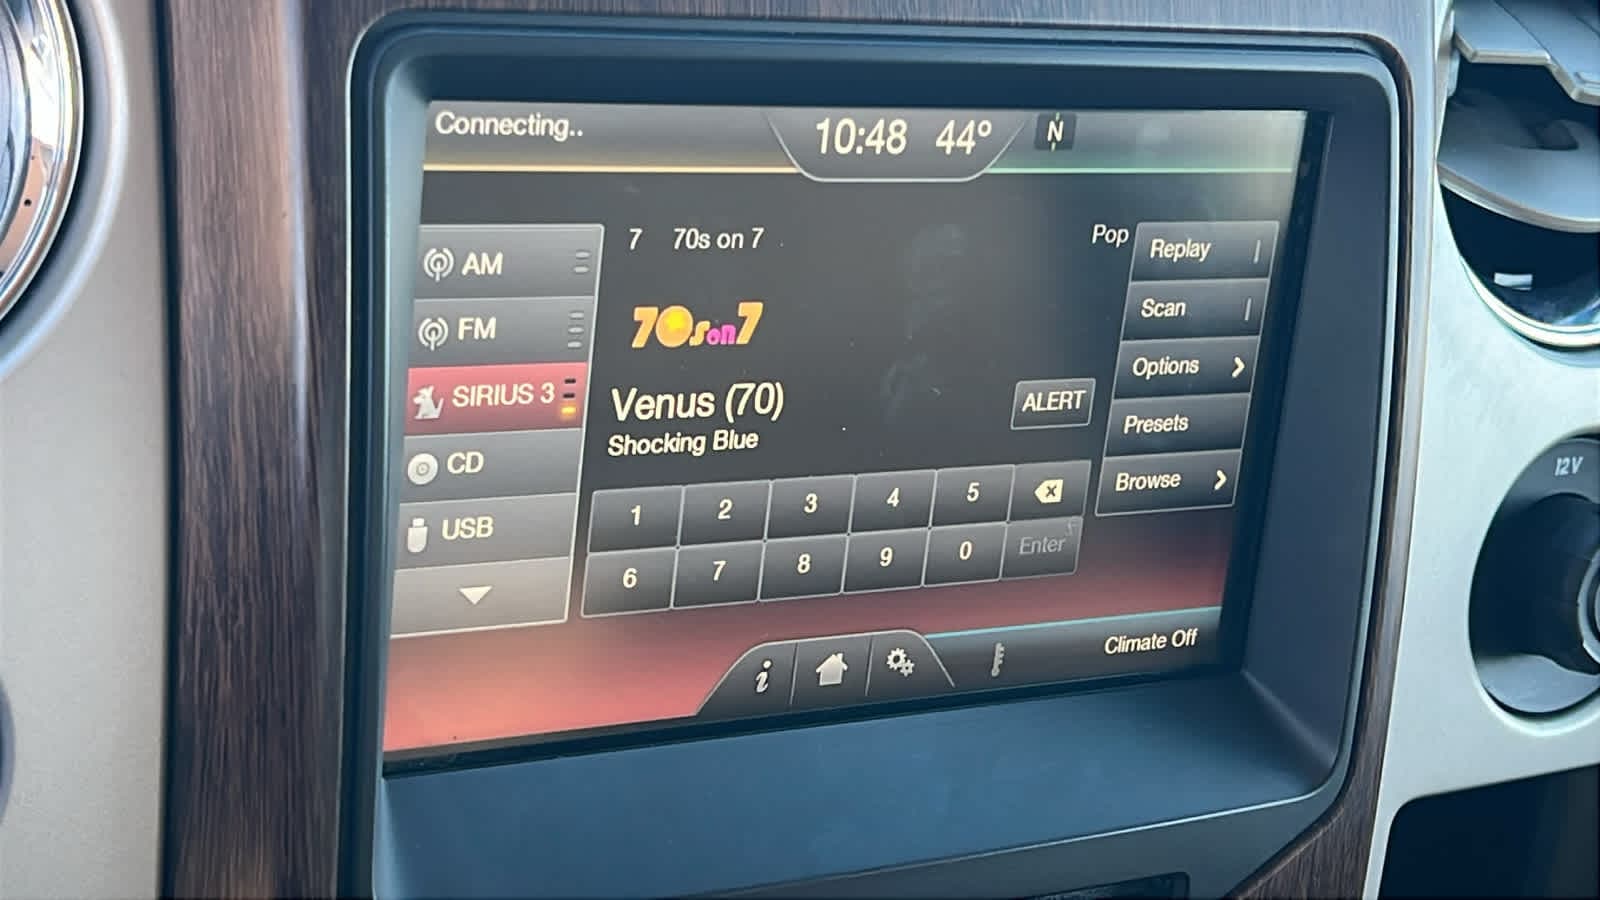 Connecting..
10:48 44° N
7 70s on 7
Pop
70s on 7
Venus (70)
Shocking Blue
ALERT
AM
FM
SIRIUS 3
CD
USB
Replay
Scan
Options
Presets
Browse
1 2 3 4 5
6 7 8 9 0 Enter
i
Climate Off
12V